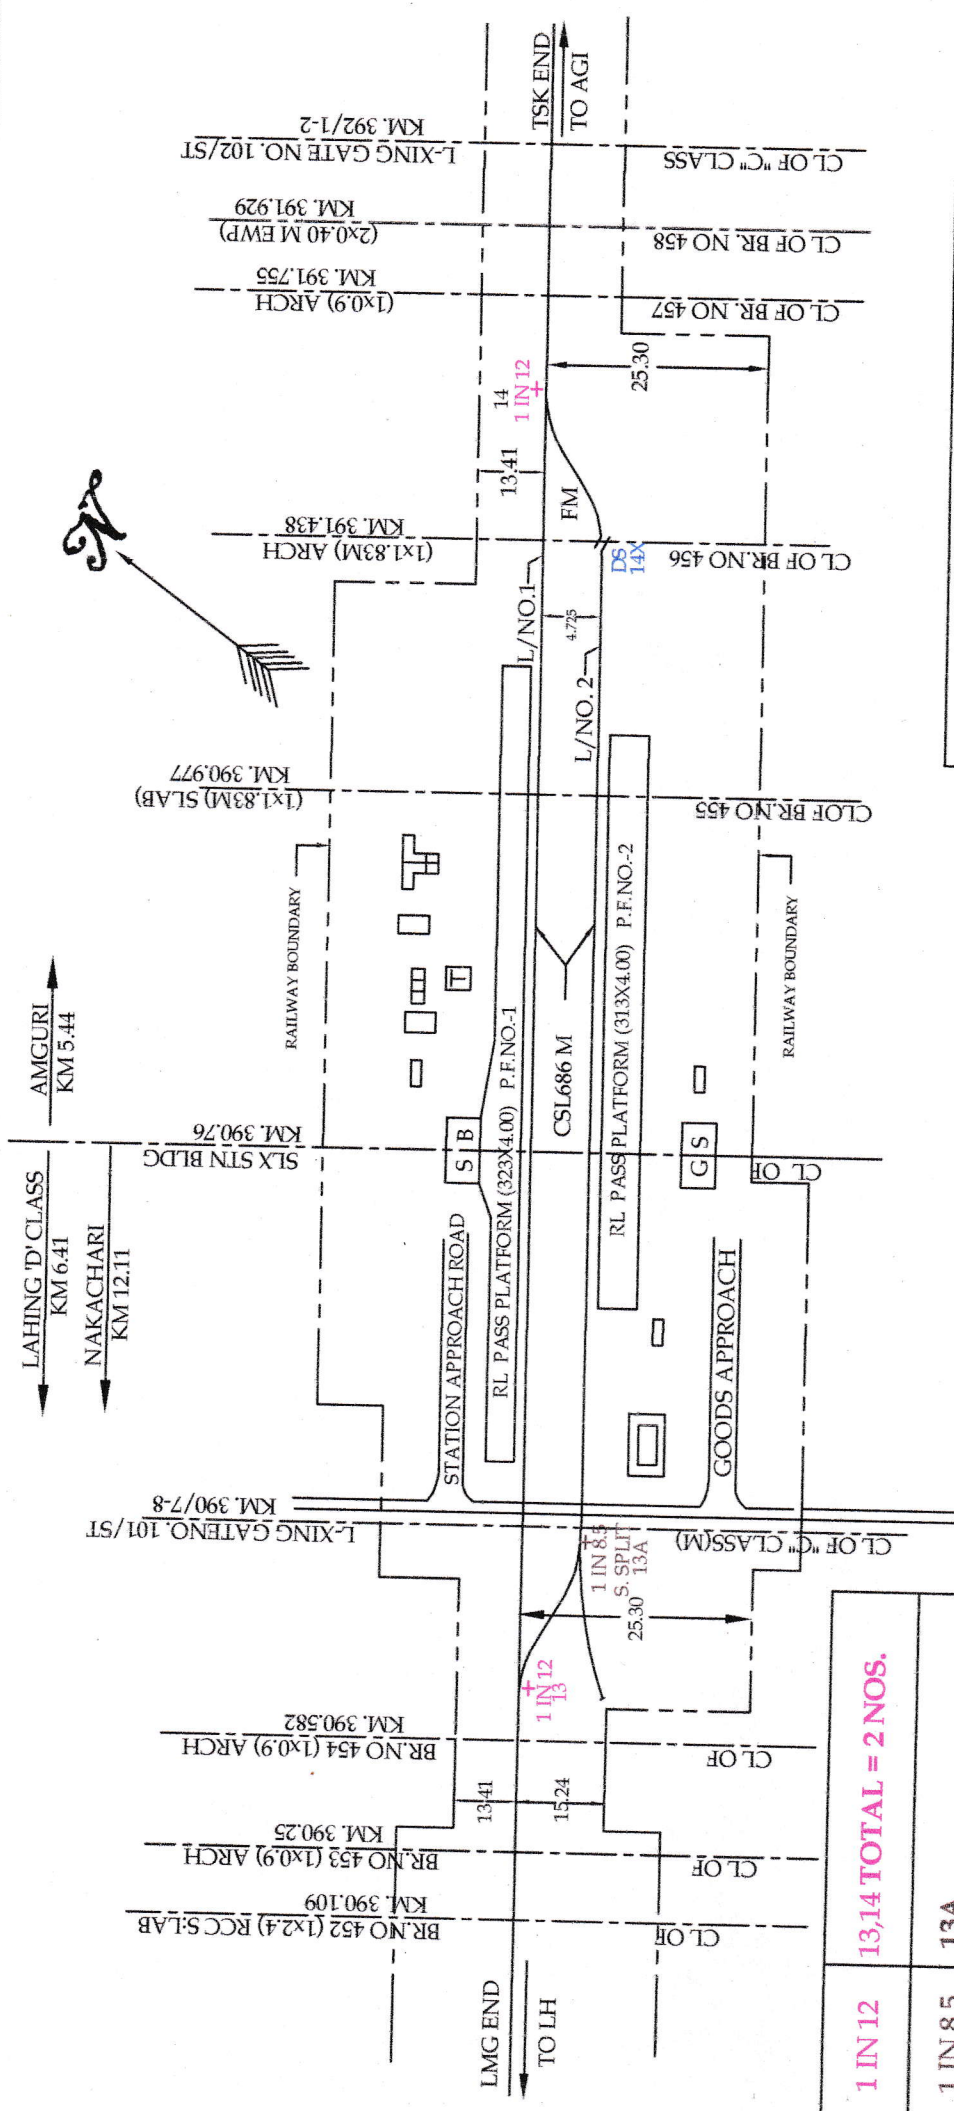 LAHING 'D' CLASS
KM 6.41
NAKACHARI
KM 12.11
AMGURI
KM 5.44
N
BR.NO 452 (1x2.4) RCC S:LAB
KM. 390.109
CL OF
BR.NO 453 (1x0.9) ARCH
KM. 390.25
CL OF
BR.NO 454 (1x0.9) ARCH
KM. 390.582
CL OF
L-XING GATENO. 101/ST
KM. 390/7-8
CL OF "C" CLASS(M)
SLX STN BLDG
KM. 390.76
CL OF
(1x1.83M) SLAB)
KM. 390.977
CLOF BR.NO 455
(1x1.83M) ARCH
KM. 391.438
CL OF BR.NO 456
(1x0.9) ARCH
KM. 391.755
CL OF BR. NO 457
(2x0.40 M EWP)
KM. 391.929
CL OF BR. NO 458
L-XING GATE NO. 102/ST
KM. 392/1-2
CL OF "C" CLASS
RAILWAY BOUNDARY
STATION APPROACH ROAD
S B
T
RL PASS PLATFORM (323X4.00) P.F.NO.-1
L/NO.1
13.41
14
1 IN 12
TSK END
TO AGI
LMG END
TO LH
13.41
15.24
1 IN 12
13
1 IN 8.5
S. SPLIT
13A
25.30
CSL686 M
4.725
L/NO. 2
FM
DS
14X
25.30
RL PASS PLATFORM (313X4.00) P.F.NO.-2
GOODS APPROACH
G S
RAILWAY BOUNDARY
1 IN 12 13,14 TOTAL = 2 NOS.
1 IN 8.5 13A